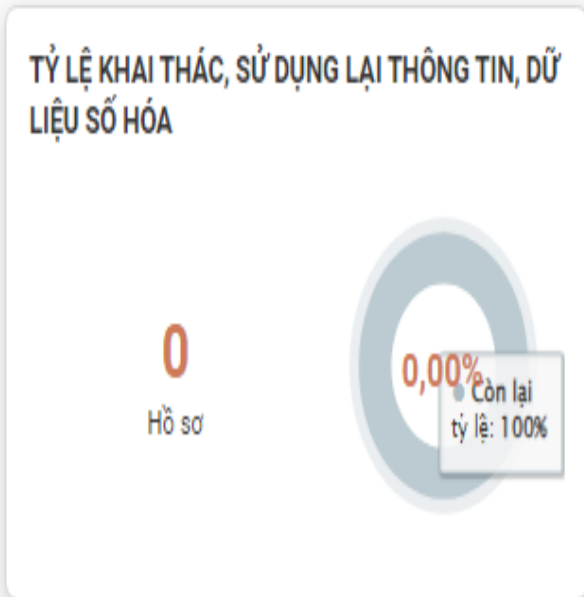 TỶ LỆ KHAI THÁC, SỬ DỤNG LẠI THÔNG TIN, DỮ
LIỆU SỐ HÓA
0
Hồ sơ
0,00%
Còn lại
tỷ lệ: 100%